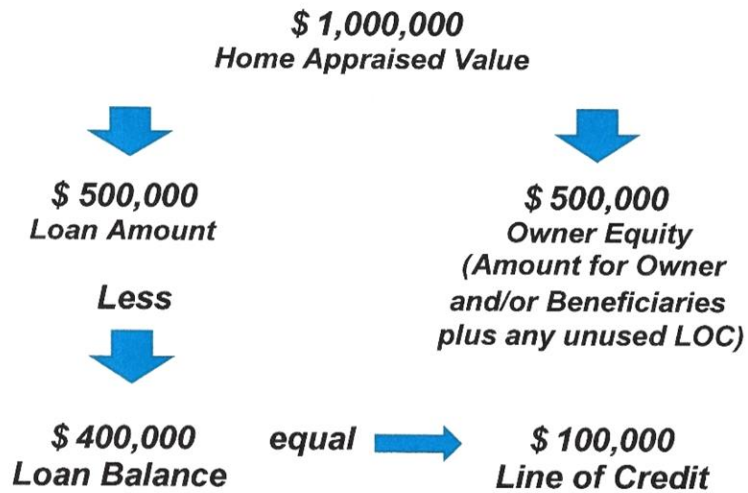 $ 1,000,000
Home Appraised Value
$ 500,000
Loan Amount
$ 500,000
Owner Equity
(Amount for Owner
and/or Beneficiaries
plus any unused LOC)
Less
$ 400,000
Loan Balance
equal
$ 100,000
Line of Credit